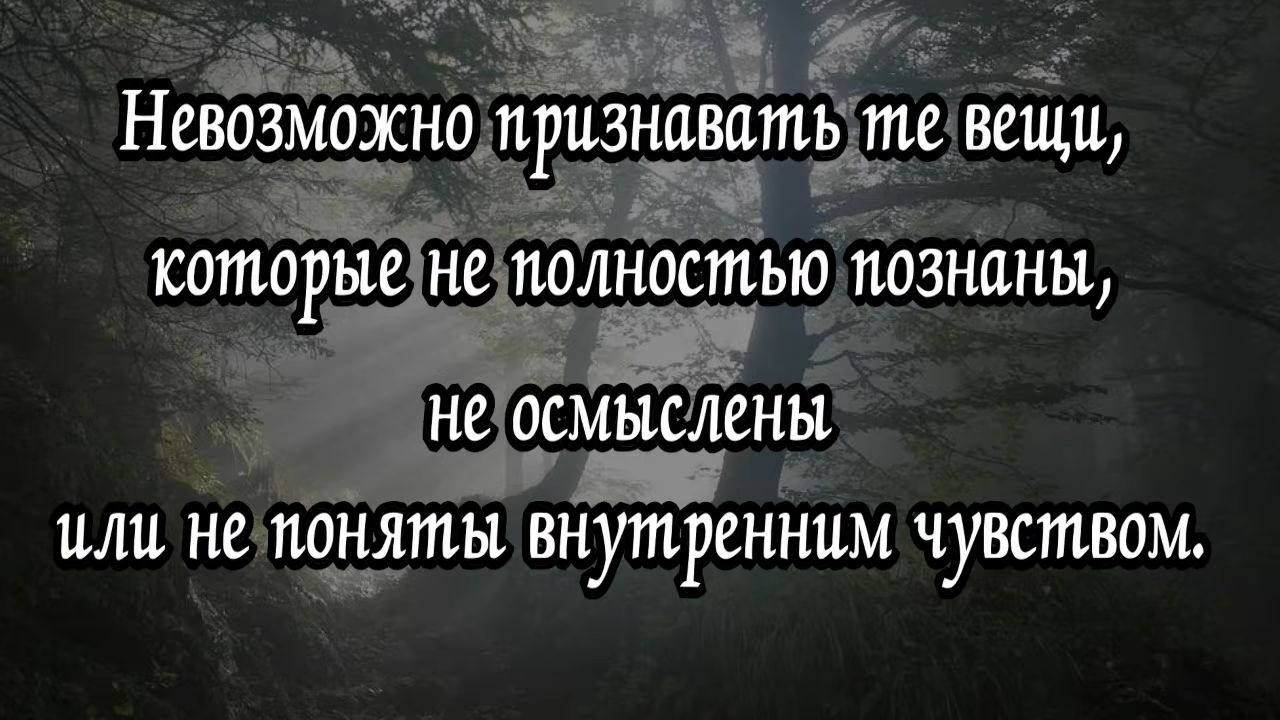 Невозможно признавать те вещи,
которые не полностью познаны,
не осмыслены
или не поняты внутренним чувством.